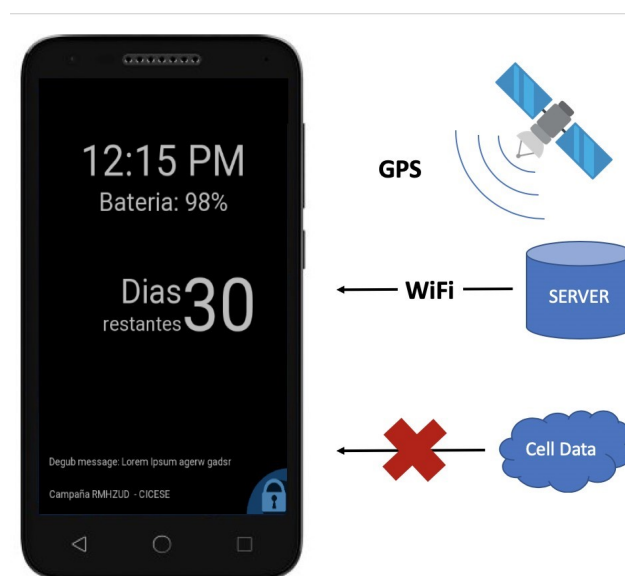 12:15 PM
Bateria: 98%
Dias
restantes
30
Degub message: Lorem Ipsum agerw gadsr
Campaña RMHZUD - CICESE
GPS
WiFi
SERVER
Cell Data